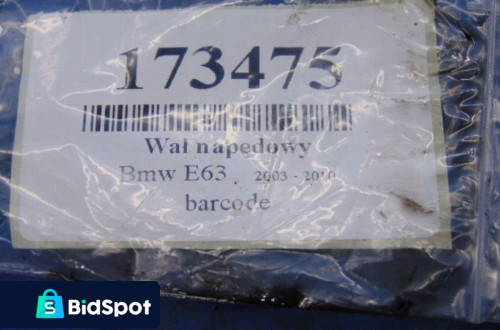 173475
Wał napedowy
Bmw E63 2003 - 2010
barcode
S
BidSpot